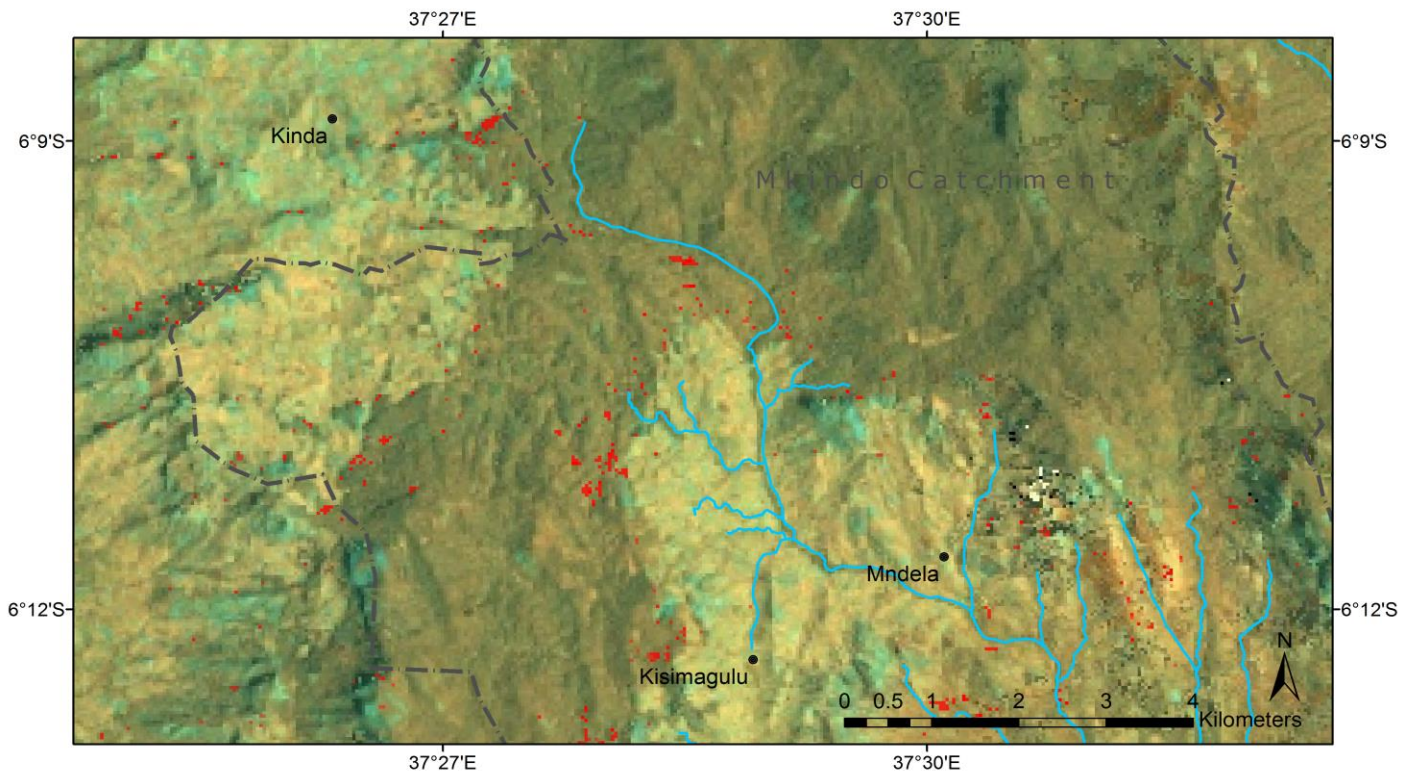 37°27'E 37°30'E
Kinda
6°9'S 6°9'S
Mkindo Catchment
Mndela
6°12'S 6°12'S
N
Kisimagulu
0 0.5 1 2 3 4
Kilometers
37°27'E 37°30'E